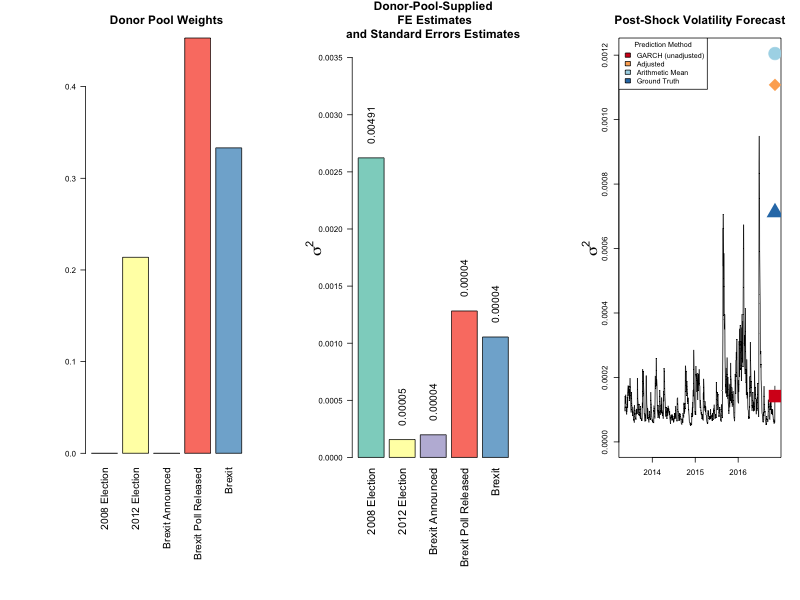 Donor Pool Weights
0.0
0.1
0.2
0.3
0.4
2008 Election
2012 Election
Brexit Announced
Brexit Poll Released
Brexit
Donor-Pool-Supplied
FE Estimates
and Standard Errors Estimates
σ2
0.0000
0.0005
0.0010
0.0015
0.0020
0.0025
0.0030
0.0035
0.00491
0.00005
0.00004
0.00004
0.00004
2008 Election
2012 Election
Brexit Announced
Brexit Poll Released
Brexit
Post-Shock Volatility Forecast
σ2
0.0000
0.0002
0.0004
0.0006
0.0008
0.0010
0.0012
Prediction Method
GARCH (unadjusted)
Adjusted
Arithmetic Mean
Ground Truth
2014
2015
2016